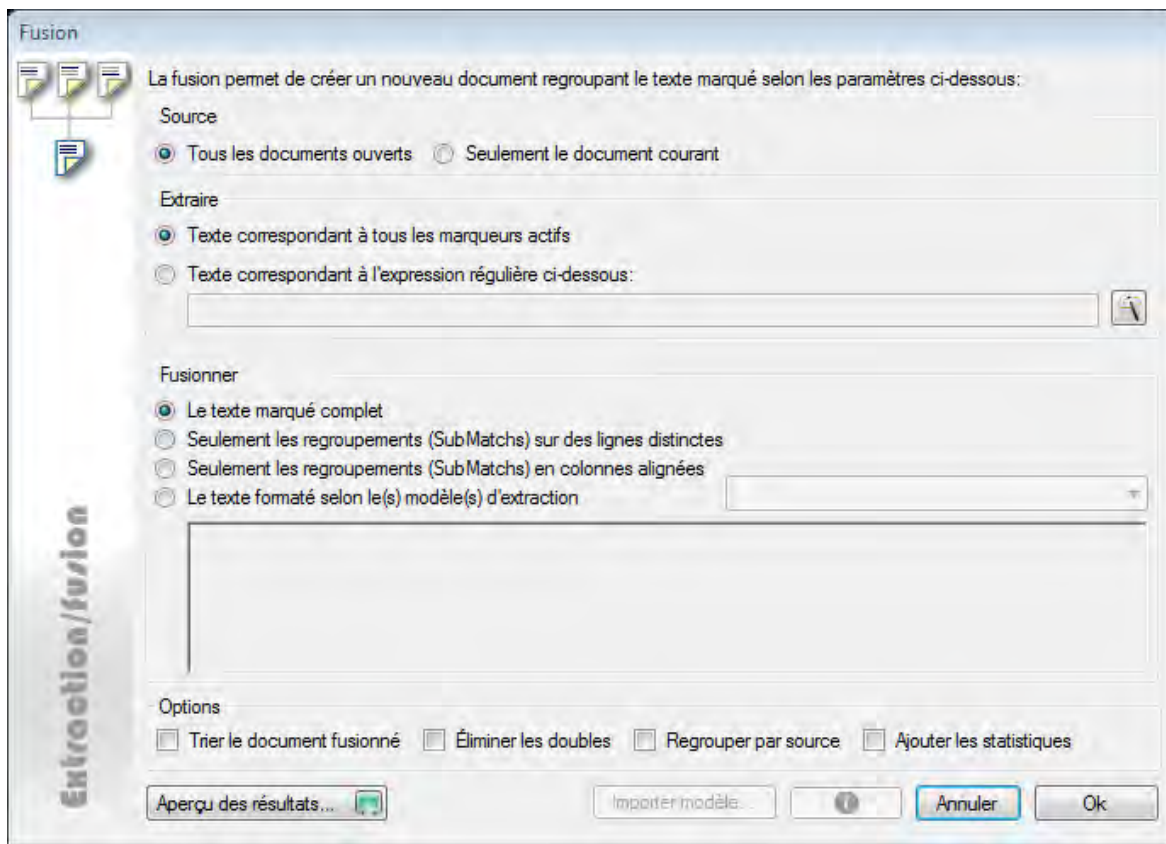 Fusion
La fusion permet de créer un nouveau document regroupant le texte marqué selon les paramètres ci-dessous:
Source
Tous les documents ouverts Seulement le document courant
Extraire
Texte correspondant à tous les marqueurs actifs
Texte correspondant à l'expression régulière ci-dessous:
Fusionner
Le texte marqué complet
Seulement les regroupements (SubMatchs) sur des lignes distinctes
Seulement les regroupements (SubMatchs) en colonnes alignées
Le texte formaté selon le(s) modèle(s) d'extraction
Extraction/fusion
Options
Trier le document fusionné Éliminer les doubles Regrouper par source Ajouter les statistiques
Aperçu des résultats... Importer modèle... Annuler Ok